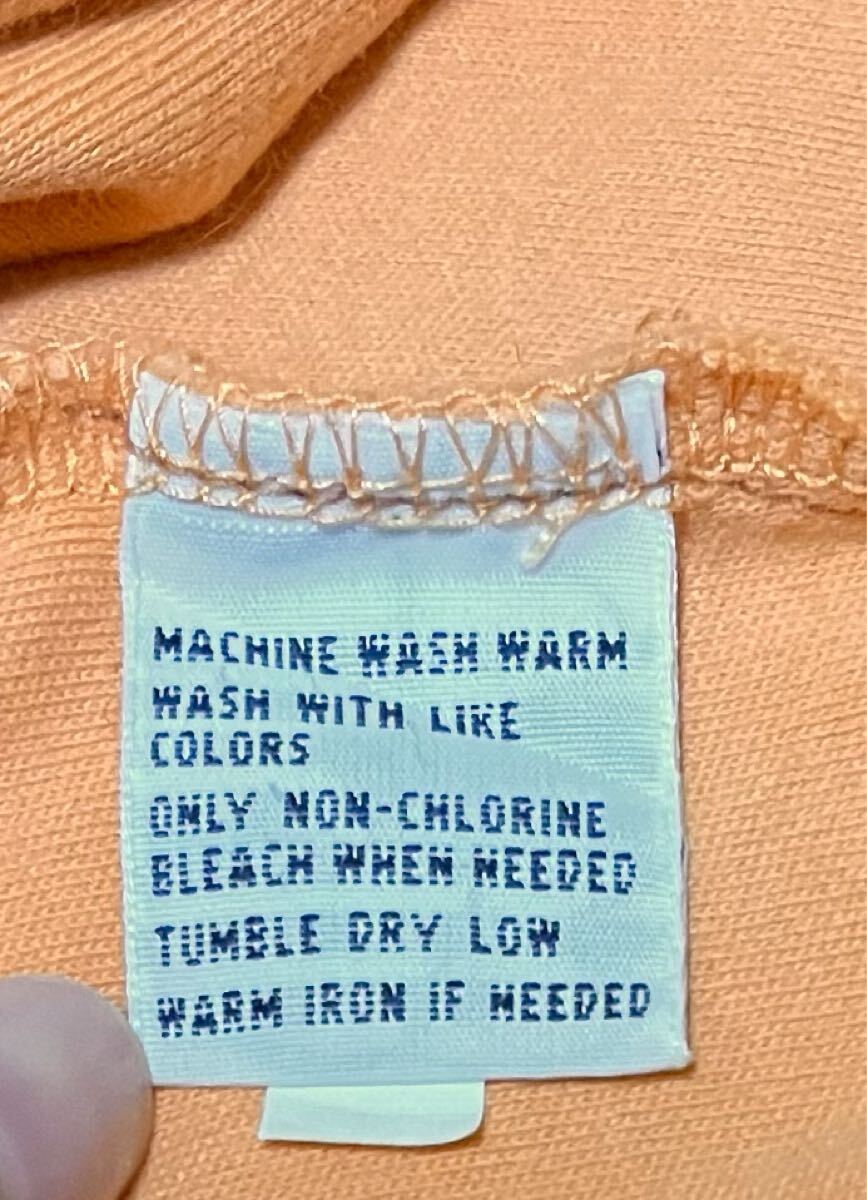 MACHINE WASH WARM
WASH WITH LIKE
COLORS
ONLY NON-CHLORINE
BLEACH WHEN NEEDED
TUMBLE DRY LOW
WARM IRON IF NEEDED